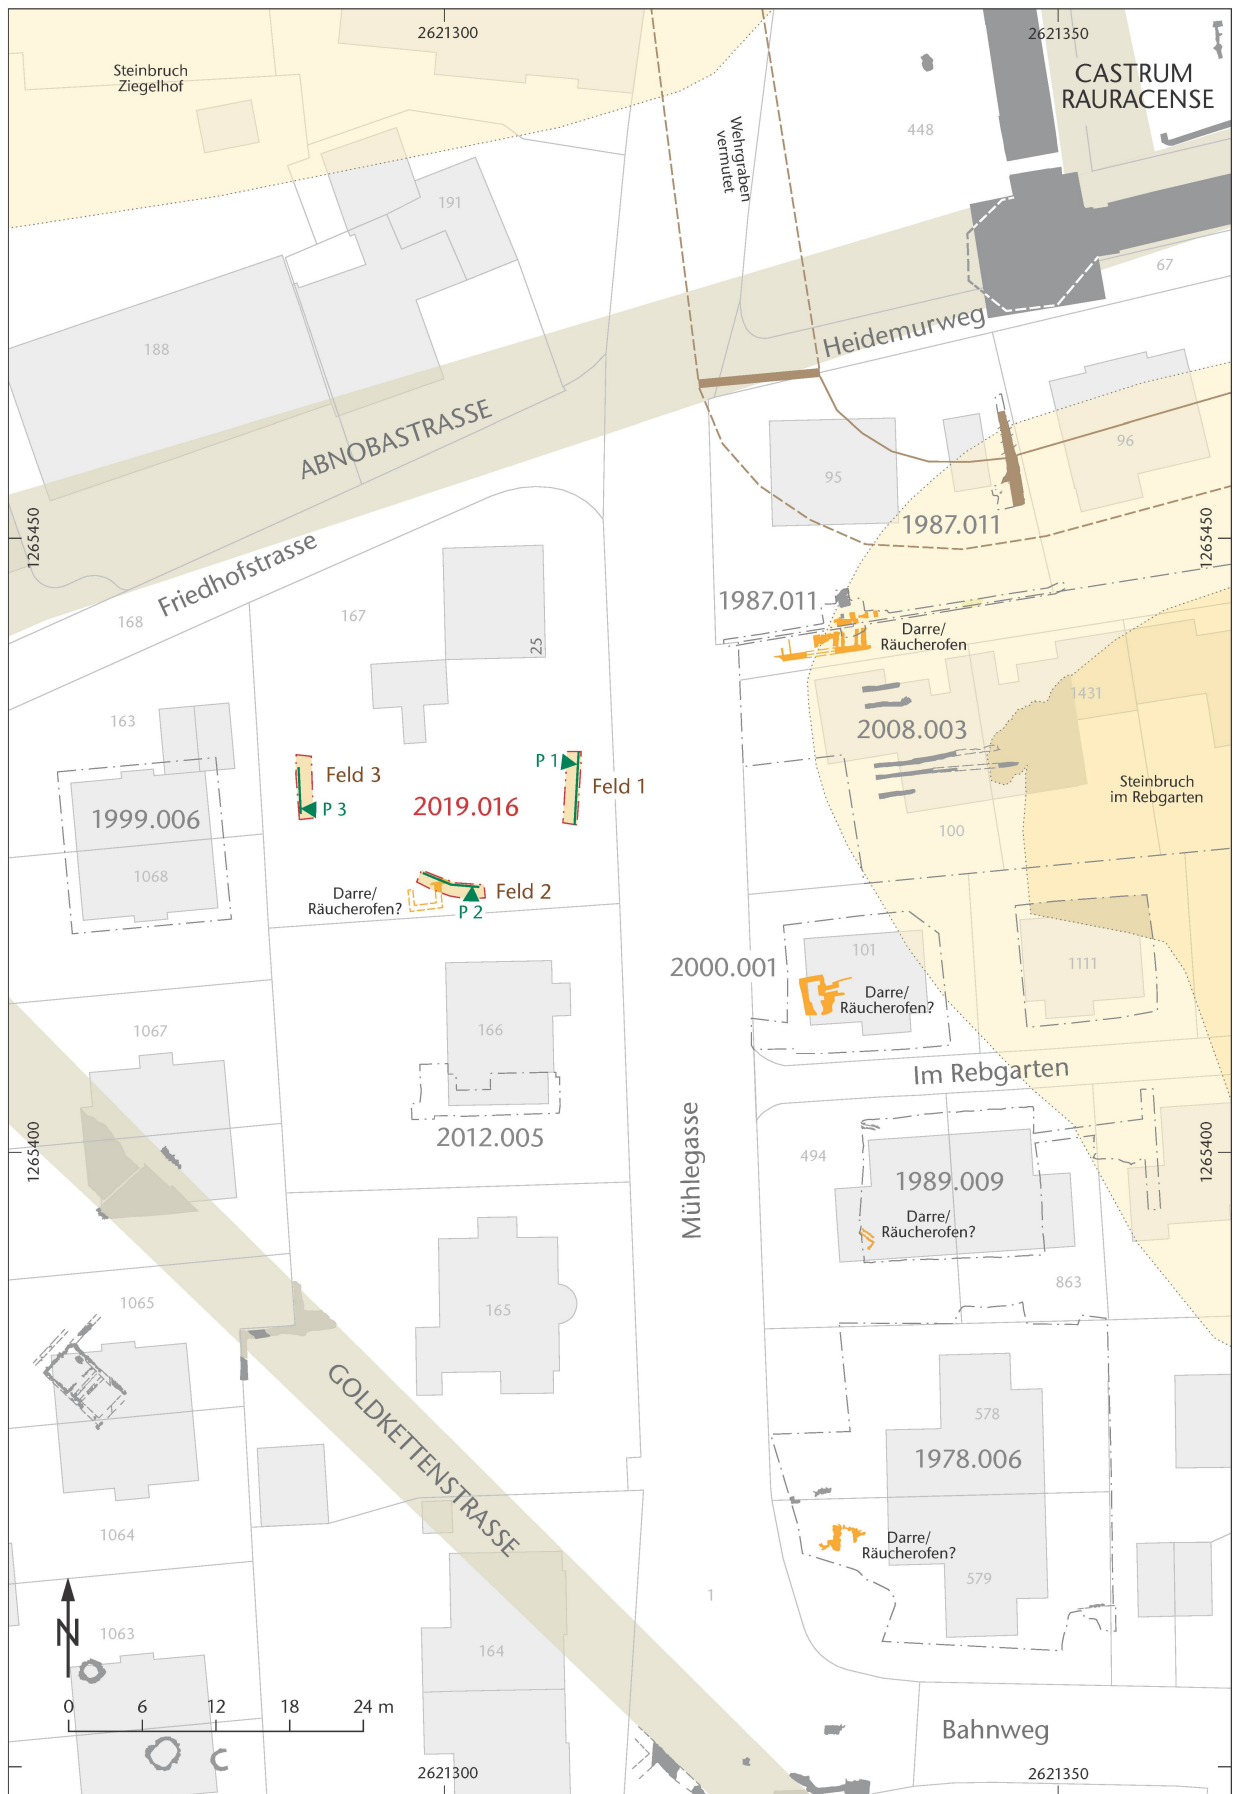 2621300
2621350
Steinbruch
Ziegelhof
CASTRUM
RAURACENSE
448
Wehrgraben
vermutet
191
67
188
Heidemurweg
ABNOBASTRASSE
96
95
1265450
1265450
1987.011
Friedhofstrasse
1987.011
168
167
25
Darre/
Räucherofen
1431
163
2008.003
P 1
Feld 3
Feld 1
Steinbruch
im Rebgarten
P 3
2019.016
1999.006
100
1068
Darre/
Räucherofen?
Feld 2
P 2
101
2000.001
1111
Darre/
Räucherofen?
1067
166
Im Rebgarten
2012.005
1265400
1265400
Mühlegasse
494
1989.009
Darre/
Räucherofen?
863
1065
165
GOLDKETTENSTRASSE
578
1978.006
1064
Darre/
Räucherofen?
579
1
N
1063
164
0 6 12 18 24 m
Bahnweg
2621300
2621350